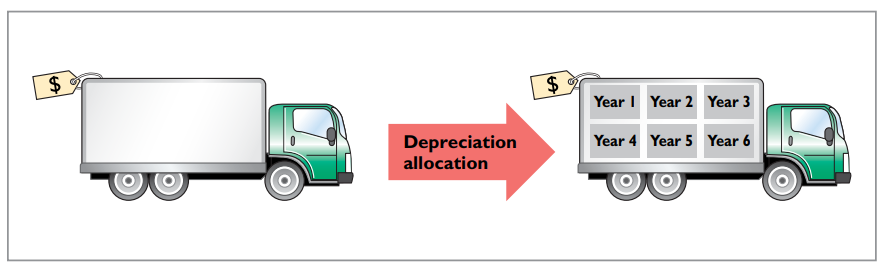 $
Depreciation
allocation
$
Year 1 Year 2 Year 3
Year 4 Year 5 Year 6